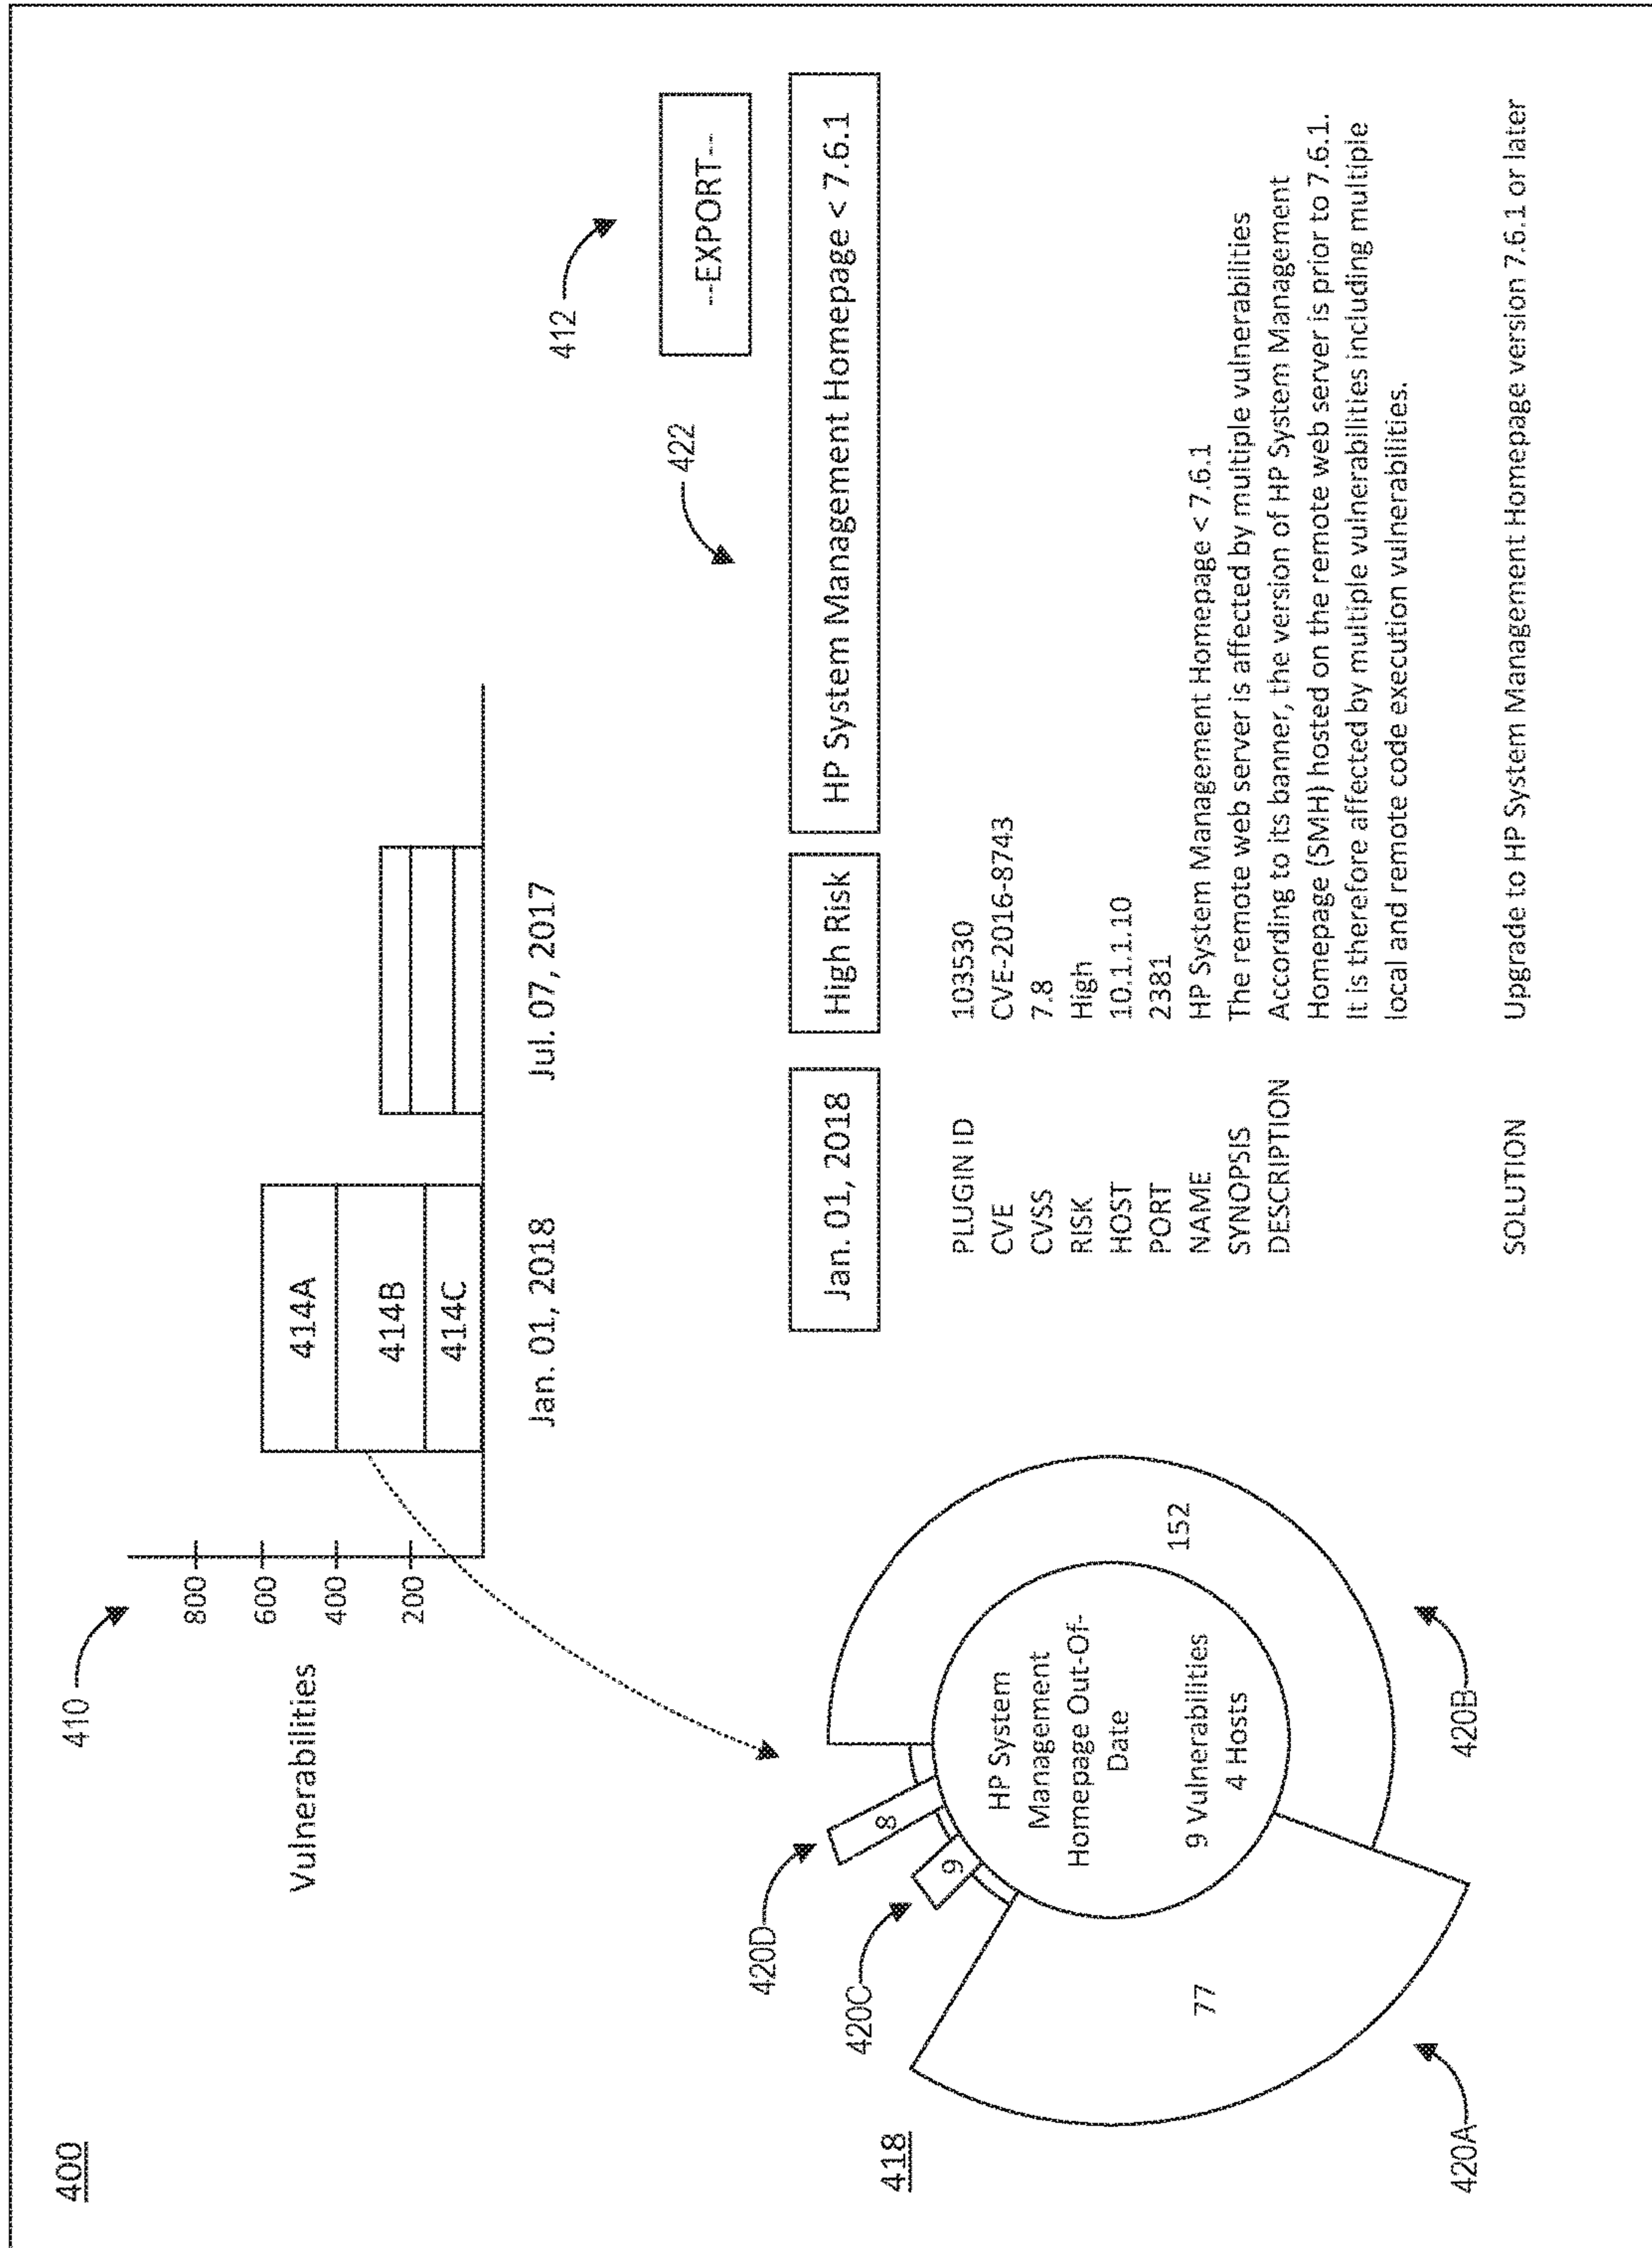 400
410
412
Vulnerabilities
800
600
400
200
414A
414B
414C
Jan. 01, 2018
Jul. 07, 2017
--EXPORT--
422
418
420D
420C
420A
420B
8
9
77
152
HP System
Management
Homepage Out-Of-
Date
9 Vulnerabilities
4 Hosts
Jan. 01, 2018
High Risk
HP System Management Homepage < 7.6.1
PLUGIN ID 103530
CVE CVE-2016-8743
CVSS 7.8
RISK High
HOST 10.1.1.10
PORT 2381
NAME HP System Management Homepage < 7.6.1
SYNOPSIS The remote web server is affected by multiple vulnerabilities
DESCRIPTION According to its banner, the version of HP System Management
Homepage (SMH) hosted on the remote web server is prior to 7.6.1.
It is therefore affected by multiple vulnerabilities including multiple
local and remote code execution vulnerabilities.
SOLUTION Upgrade to HP System Management Homepage version 7.6.1 or later